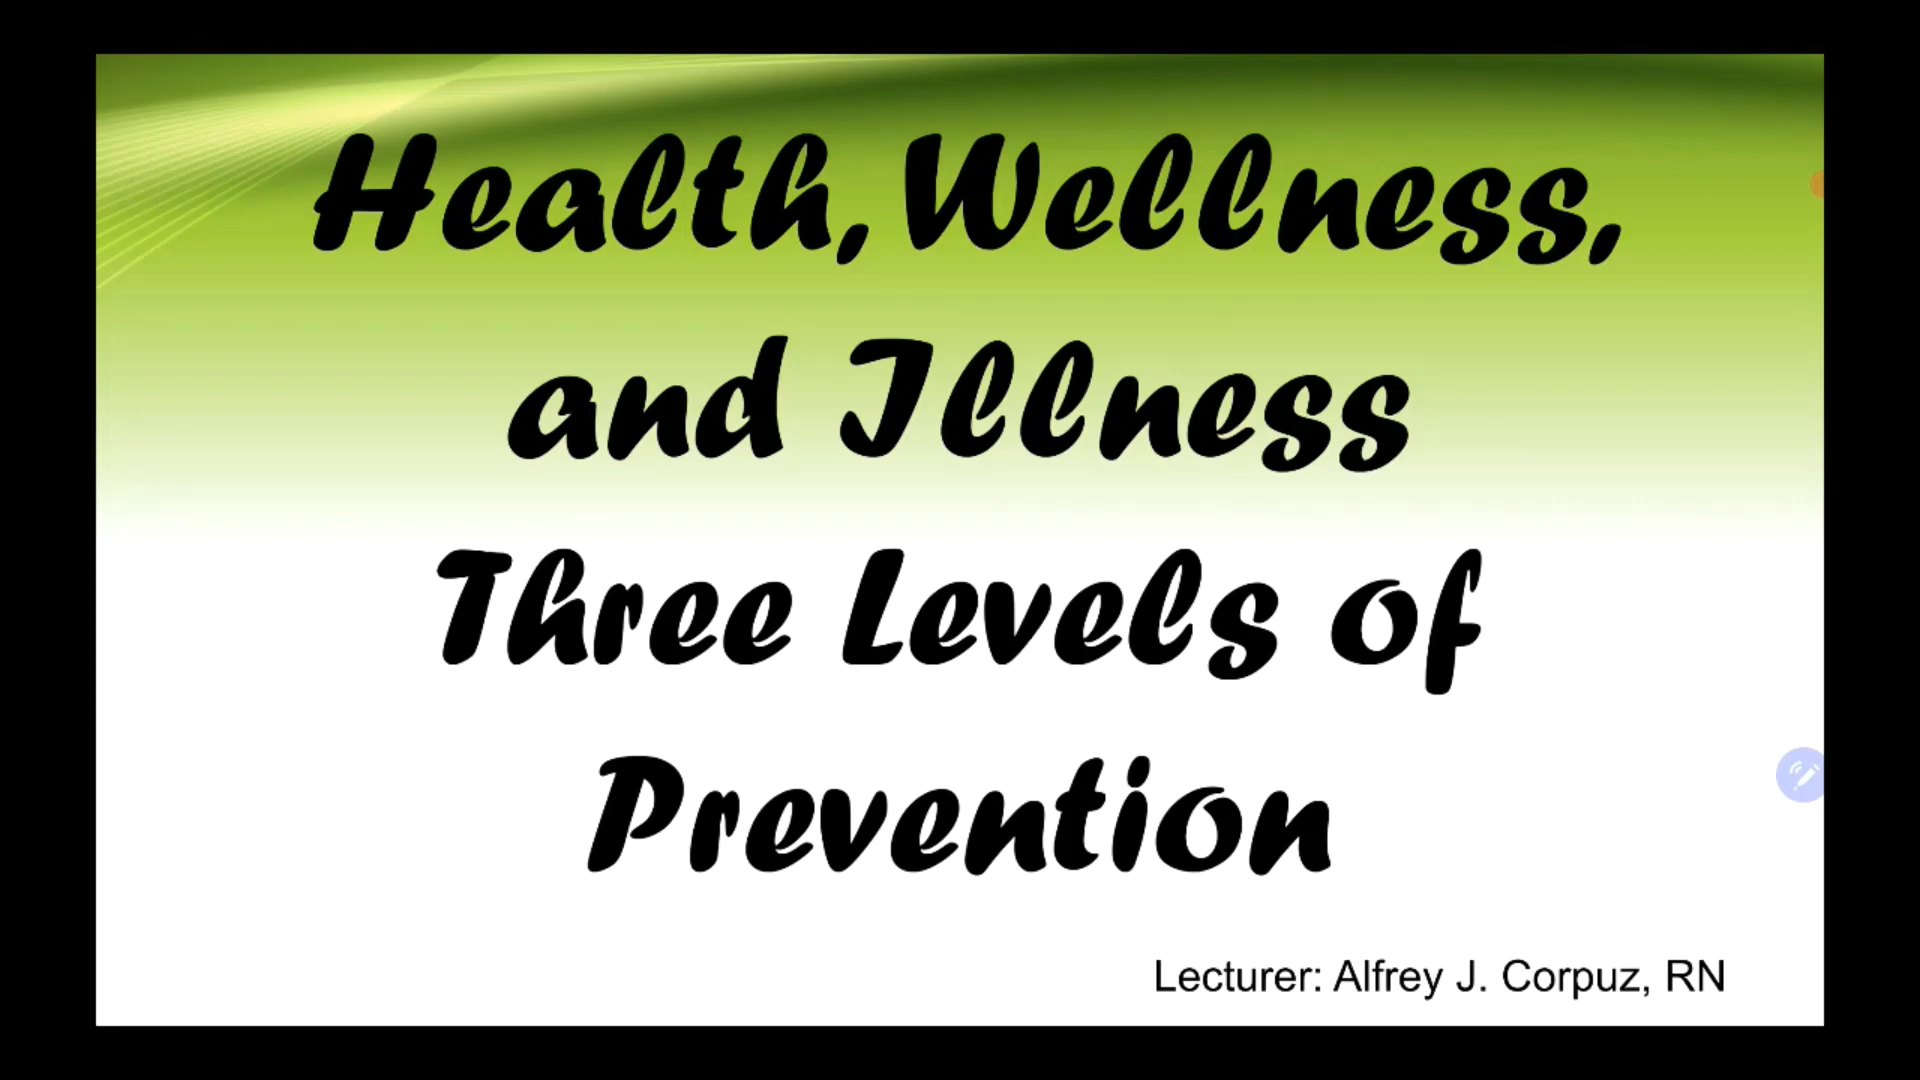 Health, Wellness,
and Illness
Three Levels of
Prevention
Lecturer: Alfrey J. Corpuz, RN